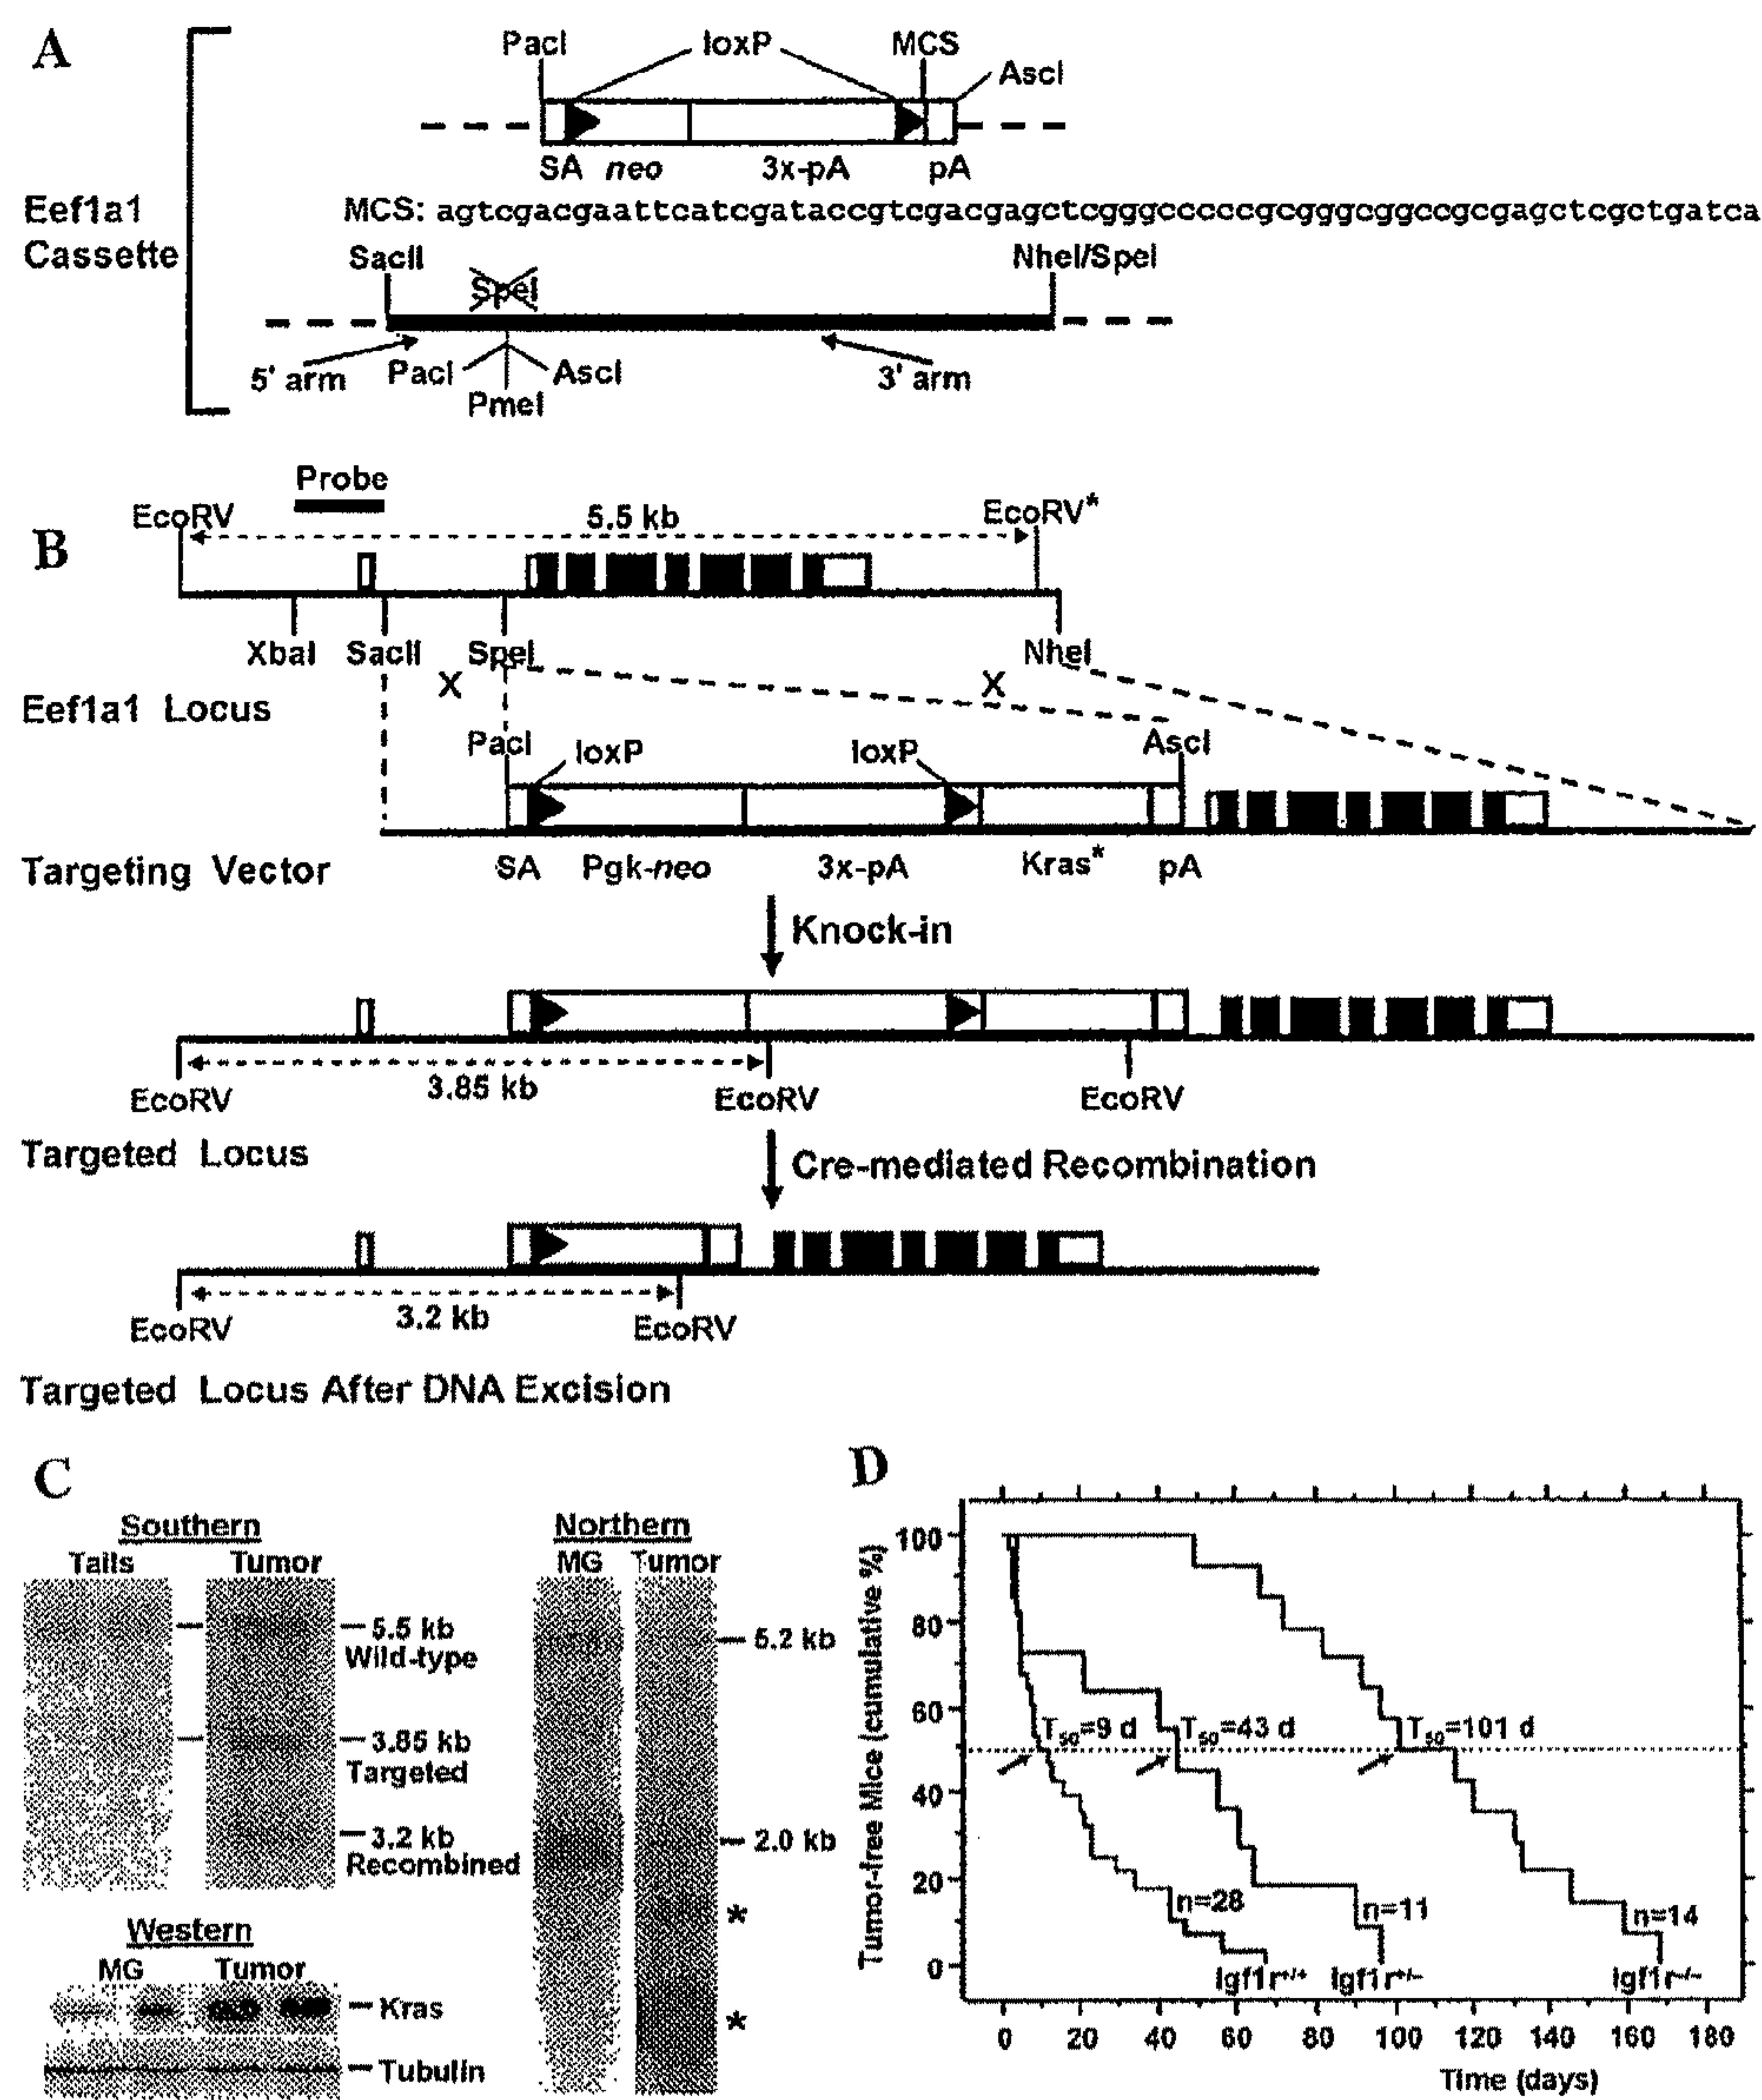 A
PacI loxP MCS AscI
SA neo 3x-pA pA
Eef1a1 Cassette
MCS: agtcgacgaattcatcgataccgtcgacgagctcgggcccccgcgggcggccgcgagctcgctgatca
SacII SpeI NheI/SpeI
5' arm PacI AscI 3' arm
PmeI
B
Probe
EcoRV 5.5 kb EcoRV*
XbaI SacII SpeI NheI
X X
Eef1a1 Locus
PacI loxP loxP AscI
SA Pgk-neo 3x-pA Kras* pA
Targeting Vector
Knock-in
3.85 kb
EcoRV EcoRV EcoRV
Targeted Locus
Cre-mediated Recombination
3.2 kb
EcoRV EcoRV
Targeted Locus After DNA Excision
C
Southern
Tails Tumor
5.5 kb
Wild-type
3.85 kb
Targeted
3.2 kb
Recombined
Northern
MG Tumor
5.2 kb
2.0 kb
*
*
Western
MG Tumor
Kras
Tubulin
D
Tumor-free Mice (cumulative %)
100
80
60
40
20
0
T50=9 d T50=43 d T50=101 d
n=28 n=11 n=14
Igf1r+/+ Igf1r+/- Igf1r-/-
0 20 40 60 80 100 120 140 160 180
Time (days)